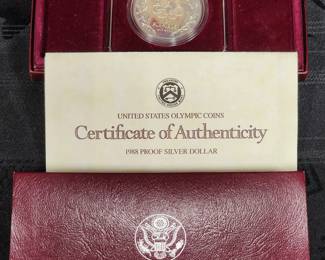 UNITED STATES OLYMPIC COINS
Certificate of Authenticity
1988 PROOF SILVER DOLLAR